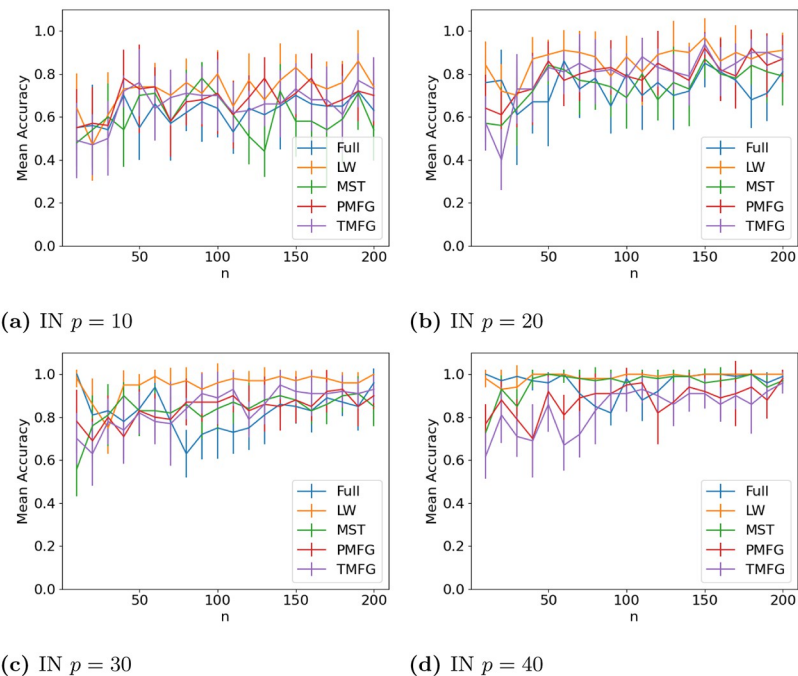 1.0
0.8
0.6
0.4
0.2
0.0
Mean Accuracy
50 100 150 200
n
Full
LW
MST
PMFG
TMFG
(a) IN p = 10
1.0
0.8
0.6
0.4
0.2
0.0
Mean Accuracy
50 100 150 200
n
Full
LW
MST
PMFG
TMFG
(b) IN p = 20
1.0
0.8
0.6
0.4
0.2
0.0
Mean Accuracy
50 100 150 200
n
Full
LW
MST
PMFG
TMFG
(c) IN p = 30
1.0
0.8
0.6
0.4
0.2
0.0
Mean Accuracy
50 100 150 200
n
Full
LW
MST
PMFG
TMFG
(d) IN p = 40